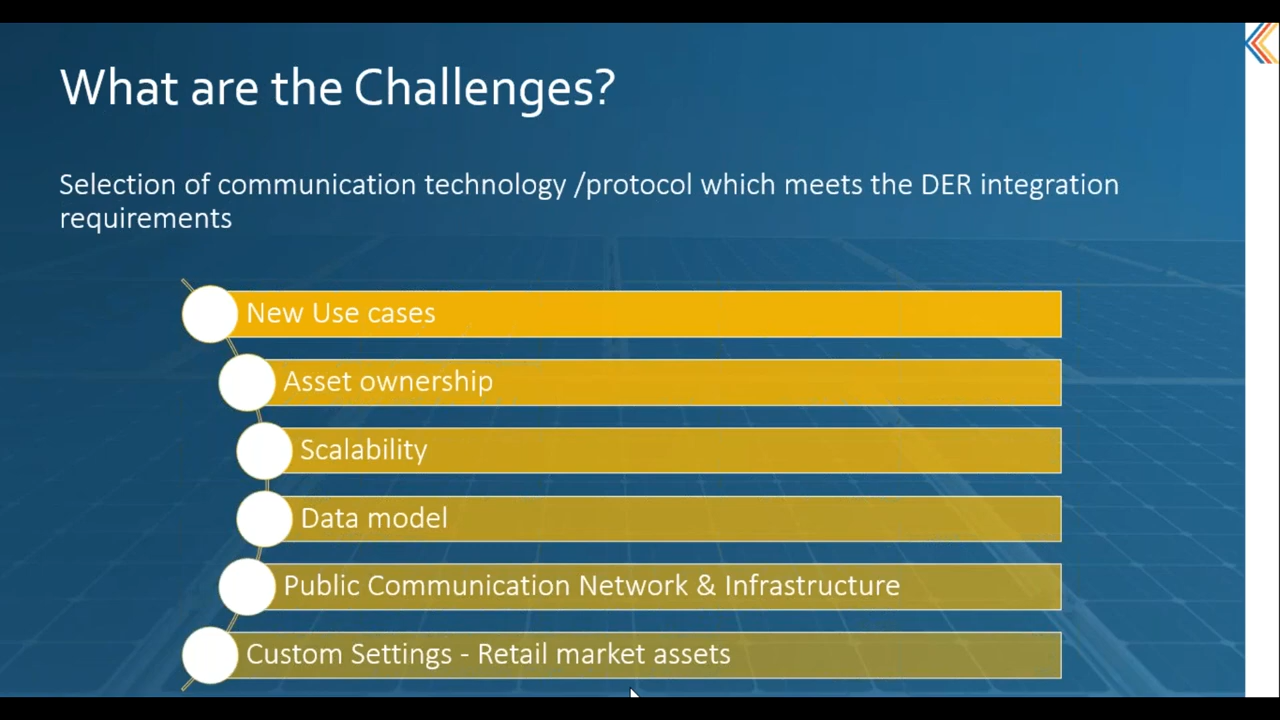 What are the Challenges?
Selection of communication technology /protocol which meets the DER integration
requirements
New Use cases
Asset ownership
Scalability
Data model
Public Communication Network & Infrastructure
Custom Settings - Retail market assets